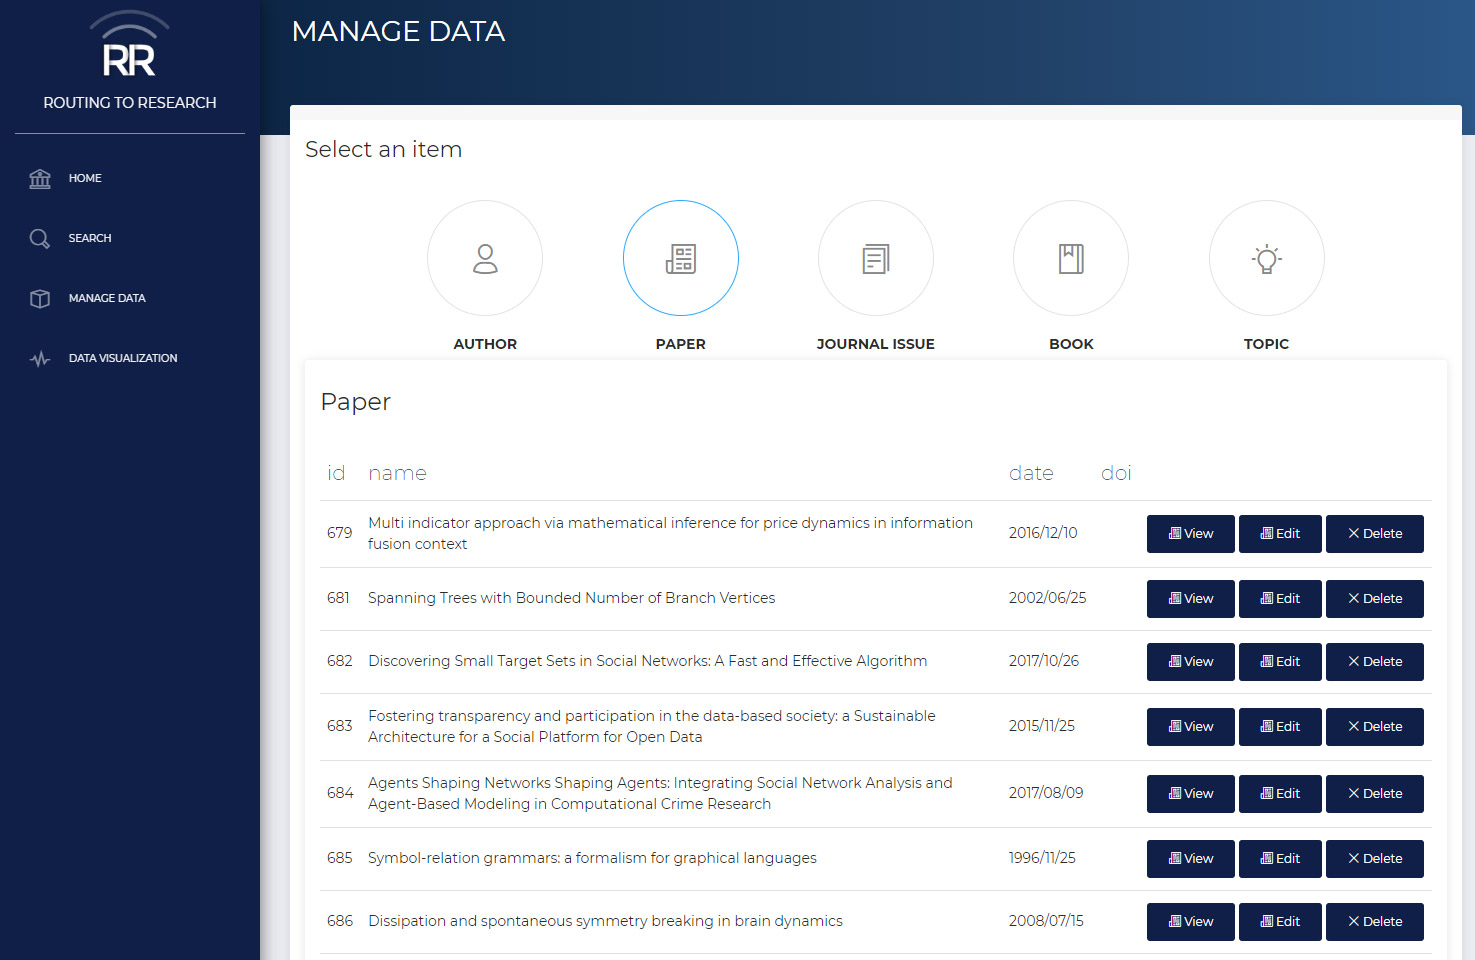 RR
ROUTING TO RESEARCH
HOME
SEARCH
MANAGE DATA
DATA VISUALIZATION
MANAGE DATA
Select an item
AUTHOR PAPER JOURNAL ISSUE BOOK TOPIC
Paper
id name date doi
679 Multi indicator approach via mathematical inference for price dynamics in information
fusion context 2016/12/10 View Edit Delete
681 Spanning Trees with Bounded Number of Branch Vertices 2002/06/25 View Edit Delete
682 Discovering Small Target Sets in Social Networks: A Fast and Effective Algorithm 2017/10/26 View Edit Delete
683 Fostering transparency and participation in the data-based society: a Sustainable
Architecture for a Social Platform for Open Data 2015/11/25 View Edit Delete
684 Agents Shaping Networks Shaping Agents: Integrating Social Network Analysis and
Agent-Based Modeling in Computational Crime Research 2017/08/09 View Edit Delete
685 Symbol-relation grammars: a formalism for graphical languages 1996/11/25 View Edit Delete
686 Dissipation and spontaneous symmetry breaking in brain dynamics 2008/07/15 View Edit Delete